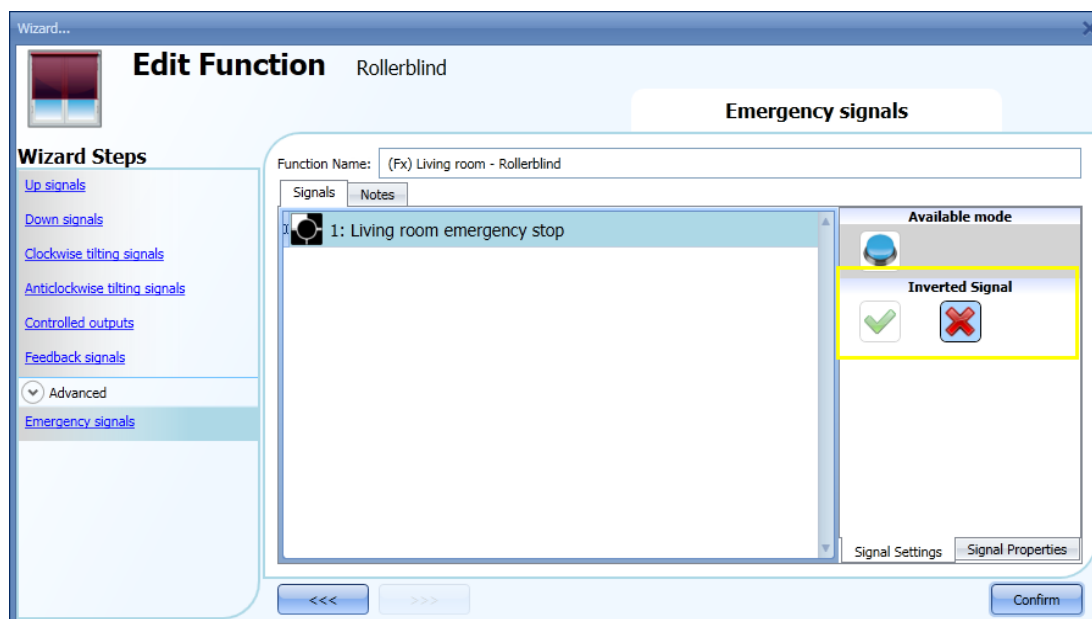 Wizard...
Edit Function Rollerblind
Emergency signals
Wizard Steps
Up signals
Down signals
Clockwise tilting signals
Anticlockwise tilting signals
Controlled outputs
Feedback signals
Advanced
Emergency signals
Function Name: (Fx) Living room - Rollerblind
Signals Notes
1: Living room emergency stop
Available mode
Inverted Signal
Signal Settings Signal Properties
<<< >>> Confirm